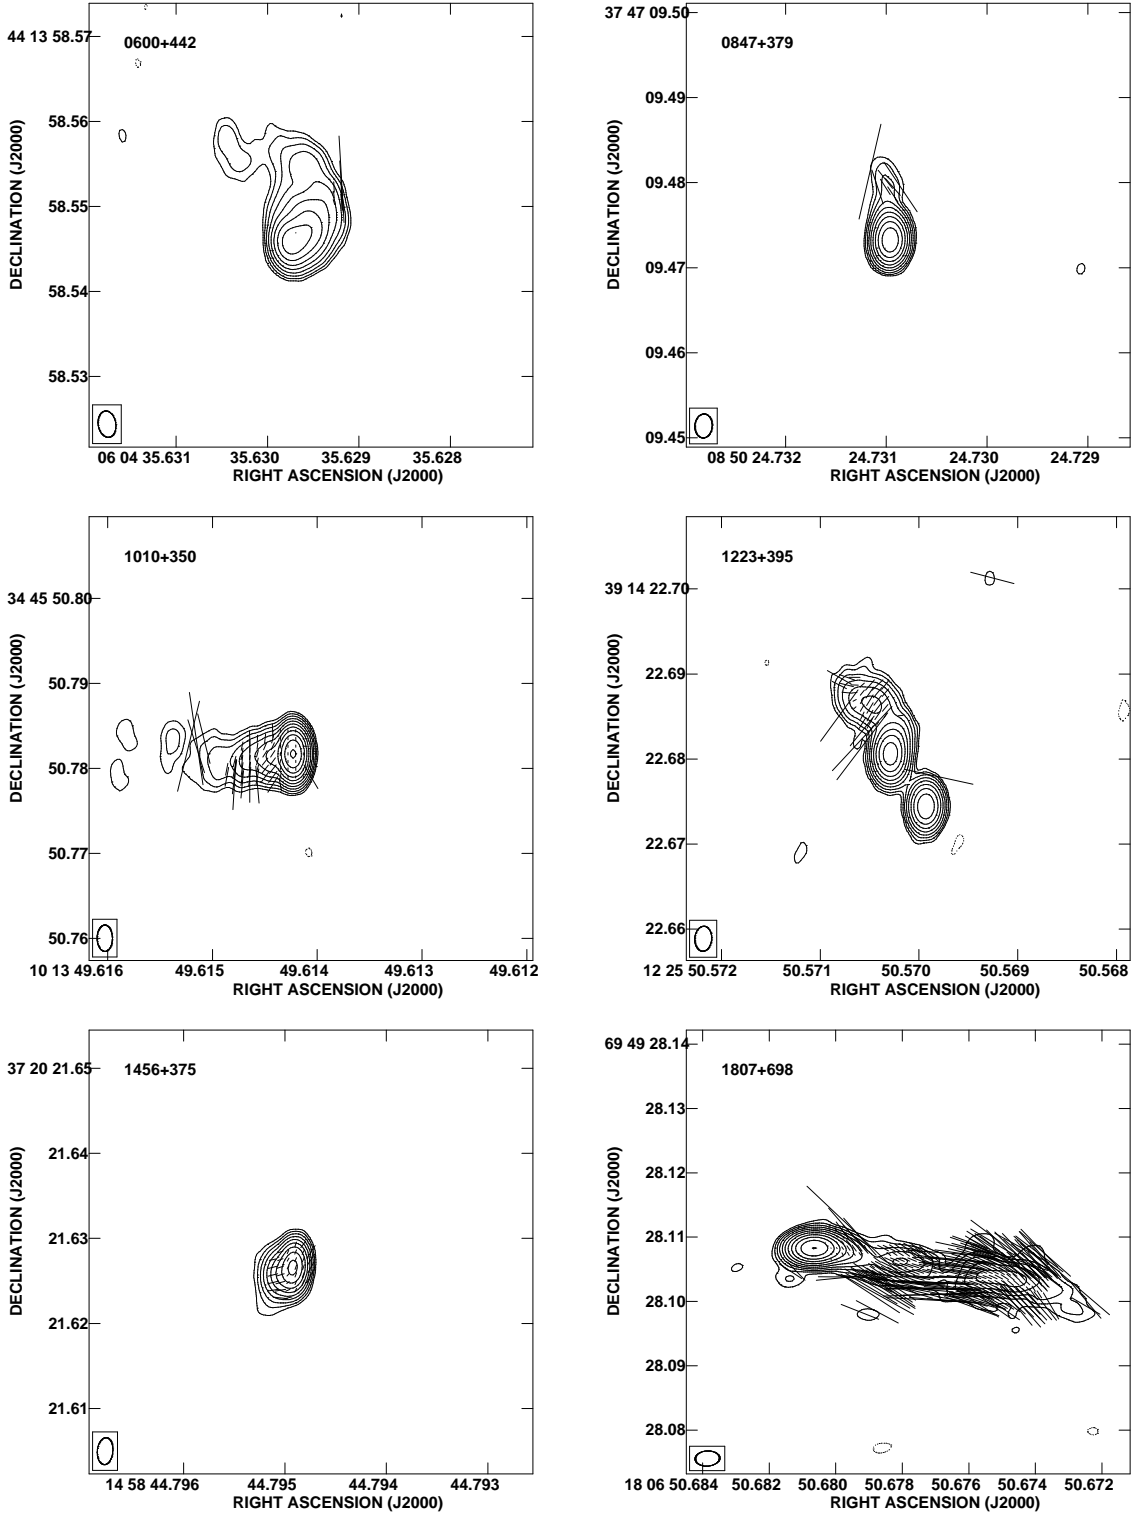 0600+442
44 13 58.57
58.56
58.55
58.54
58.53
DECLINATION (J2000)
06 04 35.631 35.630 35.629 35.628
RIGHT ASCENSION (J2000)
0847+379
37 47 09.50
09.49
09.48
09.47
09.46
09.45
DECLINATION (J2000)
08 50 24.732 24.731 24.730 24.729
RIGHT ASCENSION (J2000)
1010+350
34 45 50.80
50.79
50.78
50.77
50.76
DECLINATION (J2000)
10 13 49.616 49.615 49.614 49.613 49.612
RIGHT ASCENSION (J2000)
1223+395
39 14 22.70
22.69
22.68
22.67
22.66
DECLINATION (J2000)
12 25 50.572 50.571 50.570 50.569 50.568
RIGHT ASCENSION (J2000)
1456+375
37 20 21.65
21.64
21.63
21.62
21.61
DECLINATION (J2000)
14 58 44.796 44.795 44.794 44.793
RIGHT ASCENSION (J2000)
1807+698
69 49 28.14
28.13
28.12
28.11
28.10
28.09
28.08
DECLINATION (J2000)
18 06 50.684 50.682 50.680 50.678 50.676 50.674 50.672
RIGHT ASCENSION (J2000)